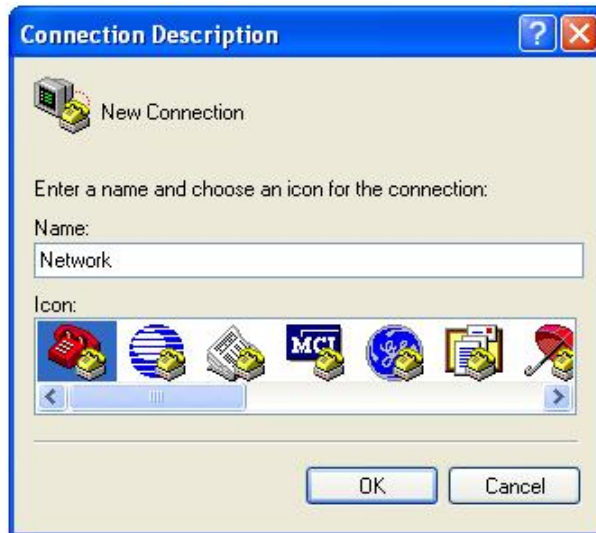 Connection Description
New Connection
Enter a name and choose an icon for the connection:
Name:
Network
Icon:
MCI
OK
Cancel